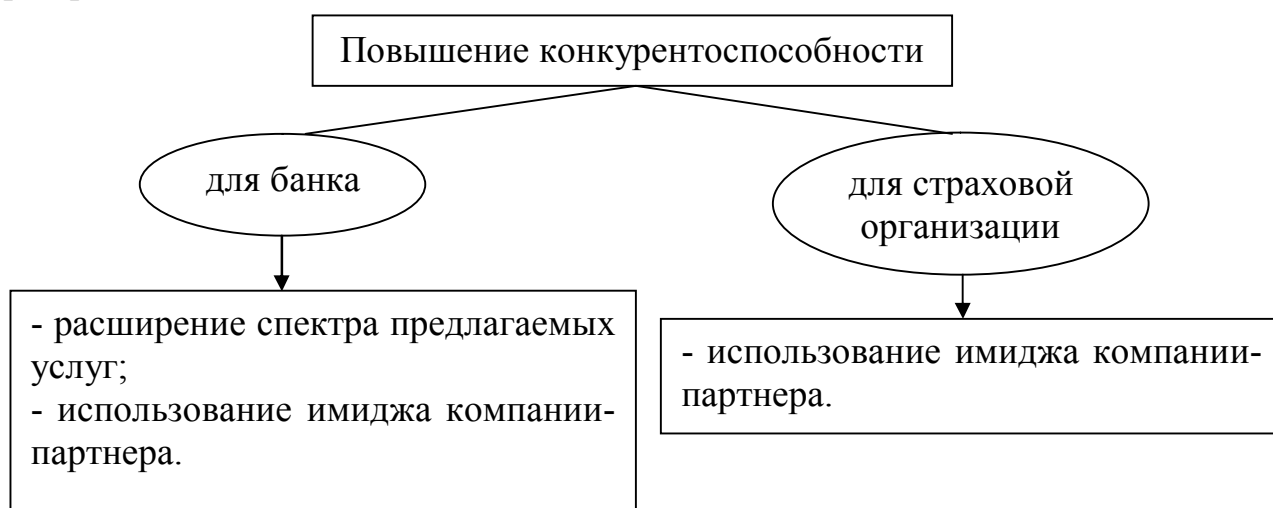 Повышение конкурентоспособности
для банка
для страховой
организации
- расширение спектра предлагаемых
услуг;
- использование имиджа компании-
партнера.
- использование имиджа компании-
партнера.